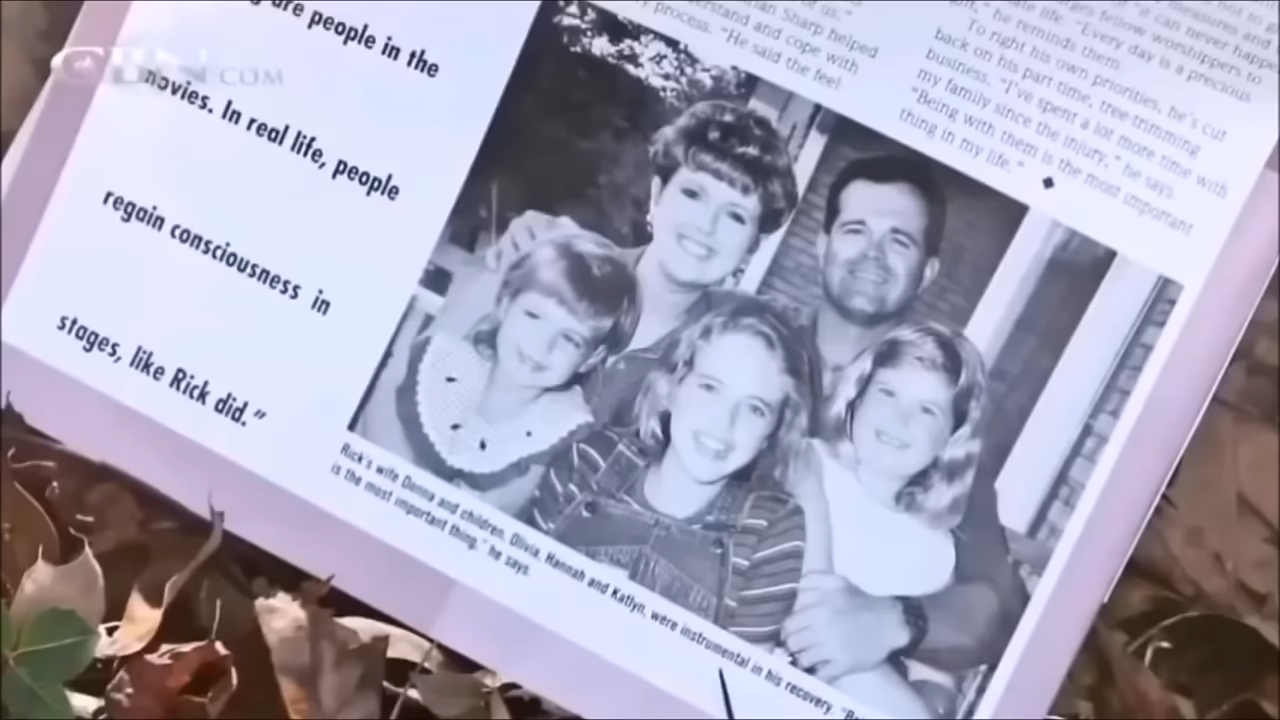 CBN.COM
are people in the
movies. In real life, people
regain consciousness in
stages, like Rick did."
of us."
Sharp helped
understand and cope with
process. "He said the feel
measures and
"it can never happen
fellow worshippers to
life. "Every day is a precious
he reminds them.
To right his own priorities, he's cut
back on his part-time, tree-trimming
business. "I've spent a lot more time with
my family since the injury," he says.
"Being with them is the most important
thing in my life." ◆
Rick's wife Donna and children, Olivia, Hannah and Katlyn, were instrumental in his recovery. "Be
is the most important thing," he says.